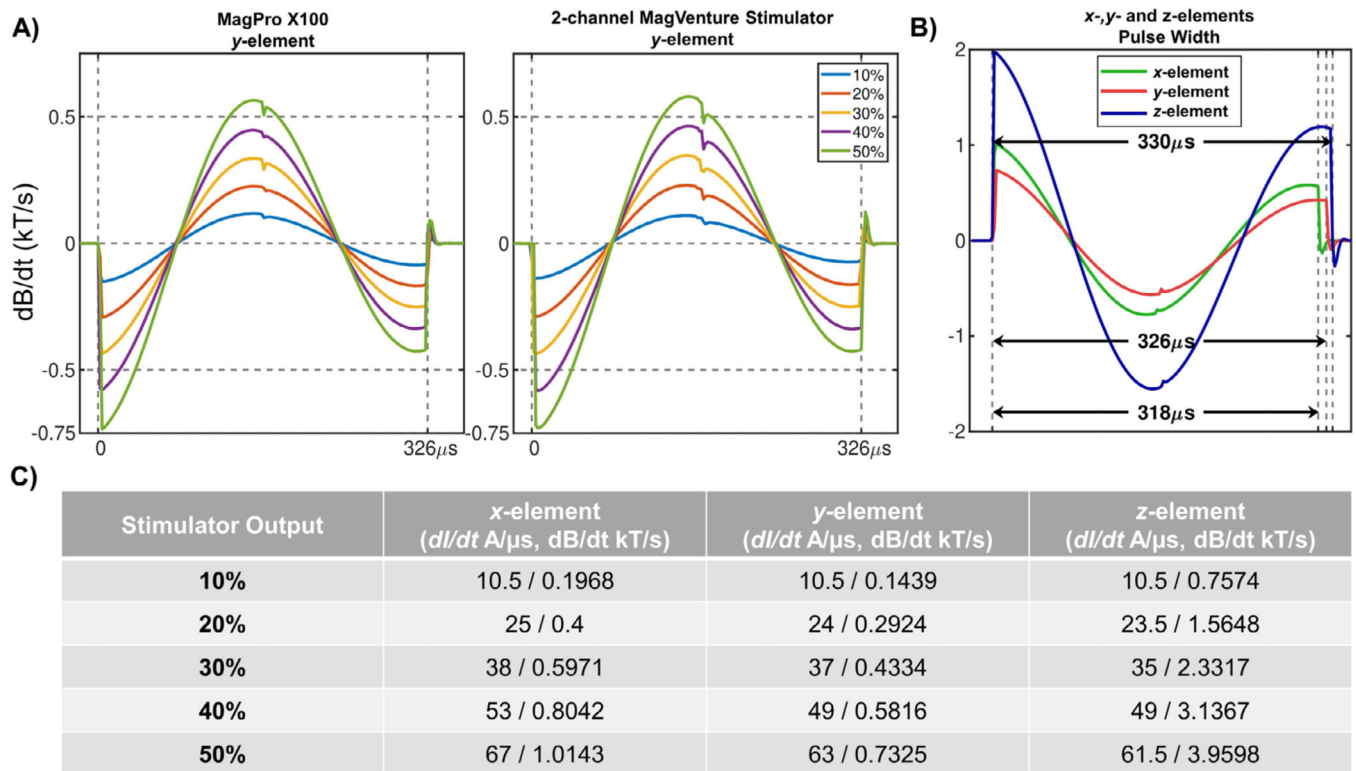 A)
MagPro X100
y-element
2-channel MagVenture Stimulator
y-element
dB/dt (kT/s)
0.5
0
-0.5
-0.75
0
326µs
0.5
0
-0.5
-0.75
0
326µs
10%
20%
30%
40%
50%
B)
x-,y- and z-elements
Pulse Width
2
1
0
-1
-2
x-element
y-element
z-element
330µs
326µs
318µs
C)
Stimulator Output
x-element
(dI/dt A/µs, dB/dt kT/s)
y-element
(dI/dt A/µs, dB/dt kT/s)
z-element
(dI/dt A/µs, dB/dt kT/s)
10% 10.5 / 0.1968 10.5 / 0.1439 10.5 / 0.7574
20% 25 / 0.4 24 / 0.2924 23.5 / 1.5648
30% 38 / 0.5971 37 / 0.4334 35 / 2.3317
40% 53 / 0.8042 49 / 0.5816 49 / 3.1367
50% 67 / 1.0143 63 / 0.7325 61.5 / 3.9598